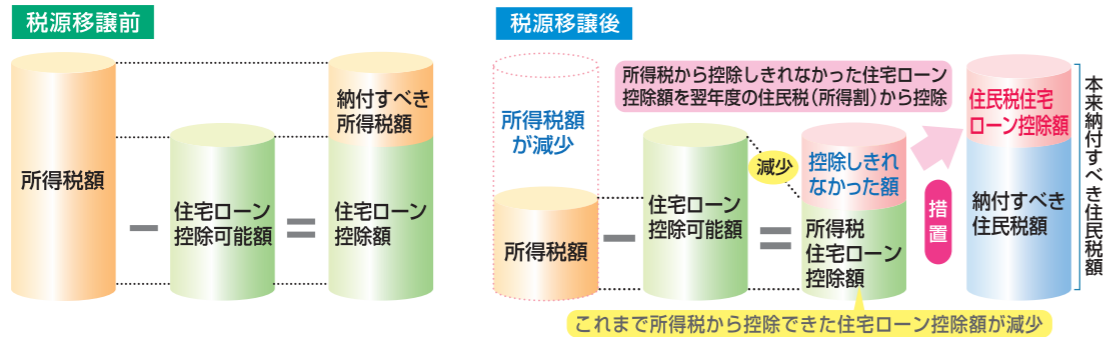 税源移譲前
所得税額
住宅ローン
控除可能額
納付すべき
所得税額
住宅ローン
控除額
税源移譲後
所得税額
が減少
所得税額
住宅ローン
控除可能額
減少
所得税から控除しきれなかった住宅ローン
控除額を翌年度の住民税(所得割)から控除
控除しきれ
なかった額
所得税
住宅ローン
控除額
措置
住民税住宅
ローン控除額
納付すべき
住民税額
本来納付すべき住民税額
これまで所得税から控除できた住宅ローン控除額が減少